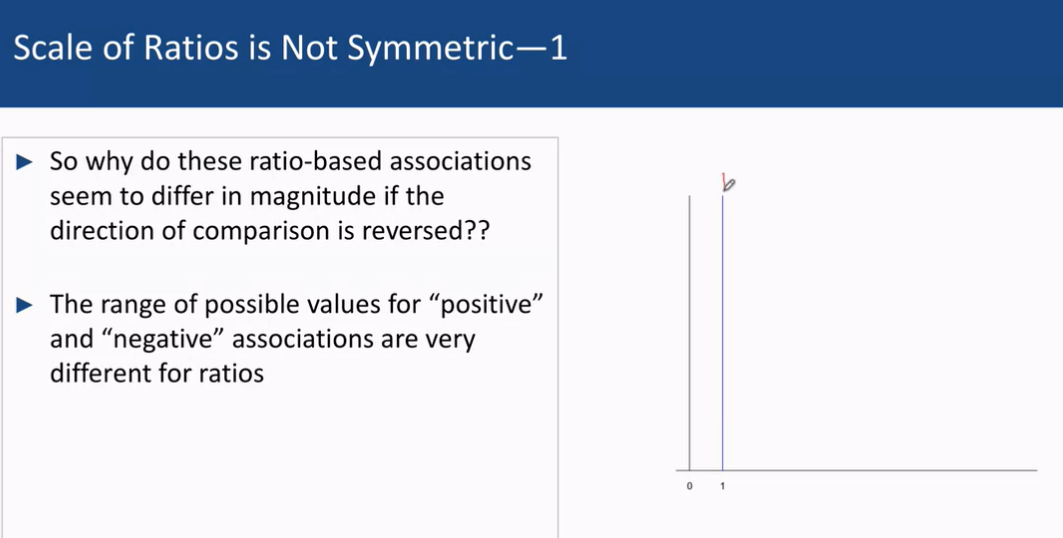 Scale of Ratios is Not Symmetric—1
► So why do these ratio-based associations
seem to differ in magnitude if the
direction of comparison is reversed??
► The range of possible values for “positive”
and “negative” associations are very
different for ratios
0 1